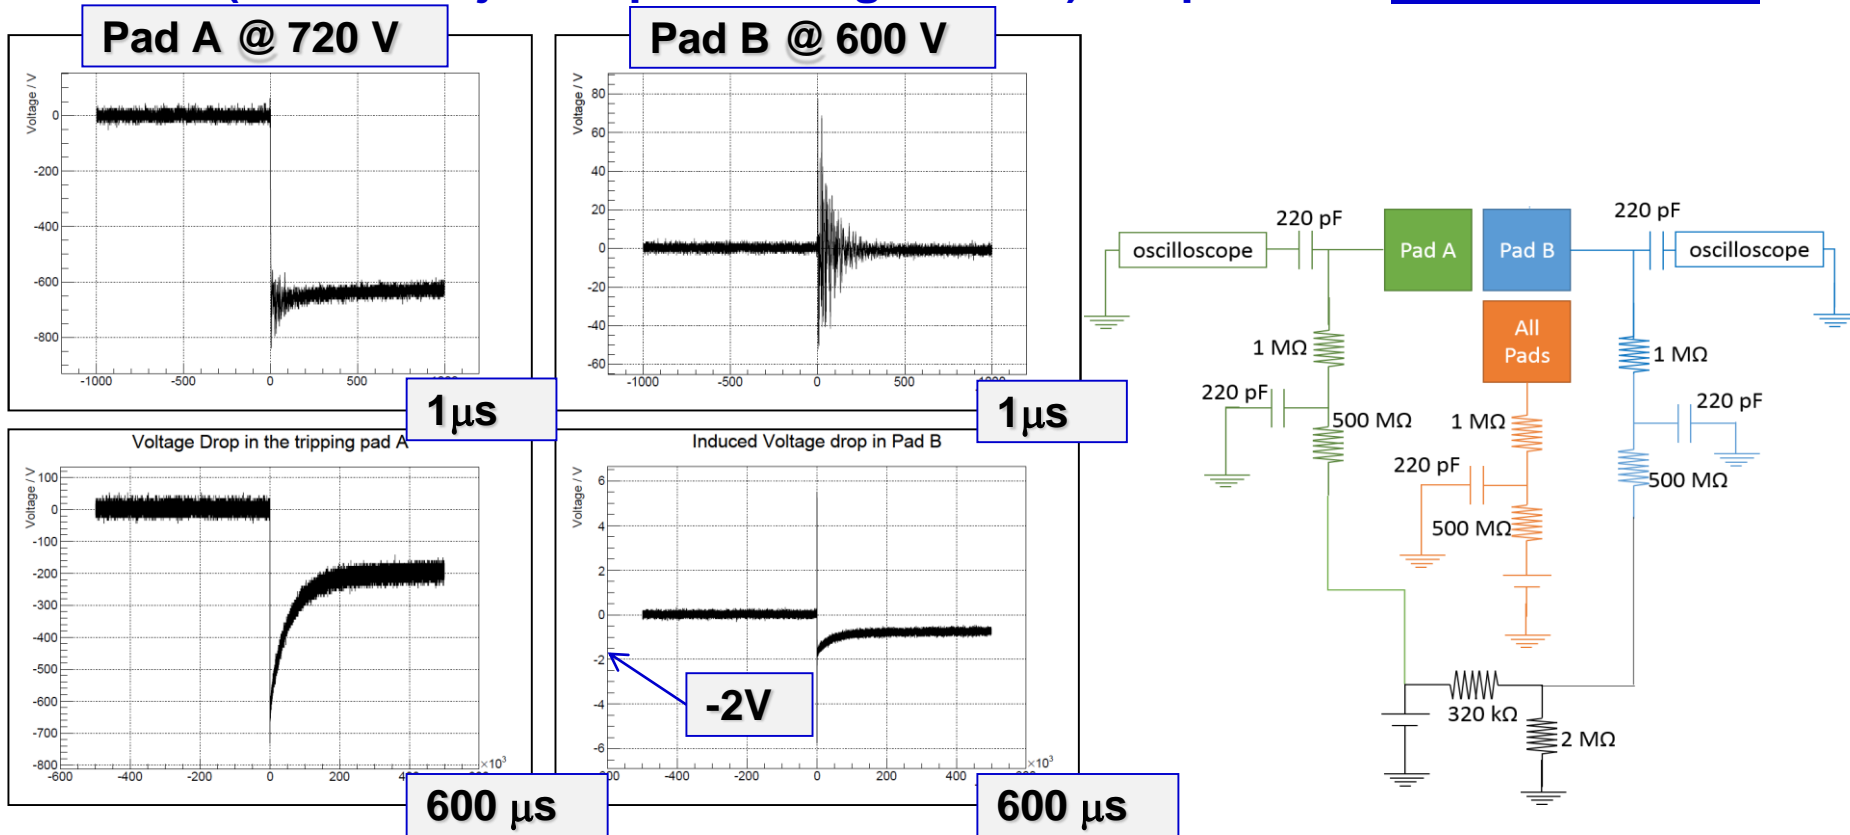 Pad A @ 720 V
Pad B @ 600 V
Voltage / V
0
-200
-400
-600
-800
-1000
-500
0
500
1μs
Voltage / V
80
60
40
20
0
-20
-40
-60
-1000
-500
0
500
1μs
Voltage Drop in the tripping pad A
Voltage / V
100
0
-100
-200
-300
-400
-500
-600
-700
-800
-600
-400
-200
0
200
×10³
600 μs
Induced Voltage drop in Pad B
Voltage / V
6
4
2
0
-2
-4
-6
-400
-200
0
200
400
-2V
600 μs
220 pF
oscilloscope
Pad A
Pad B
220 pF
oscilloscope
All
Pads
1 MΩ
1 MΩ
220 pF
500 MΩ
1 MΩ
220 pF
220 pF
500 MΩ
500 MΩ
320 kΩ
2 MΩ